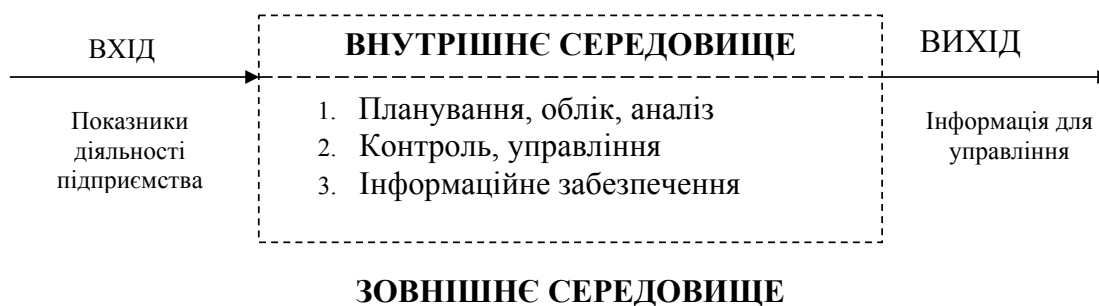 ВХІД
Показники
діяльності
підприємства
ВНУТРІШНЄ СЕРЕДОВИЩЕ
1. Планування, облік, аналіз
2. Контроль, управління
3. Інформаційне забезпечення
ВИХІД
Інформація для
управління
ЗОВНІШНЄ СЕРЕДОВИЩЕ